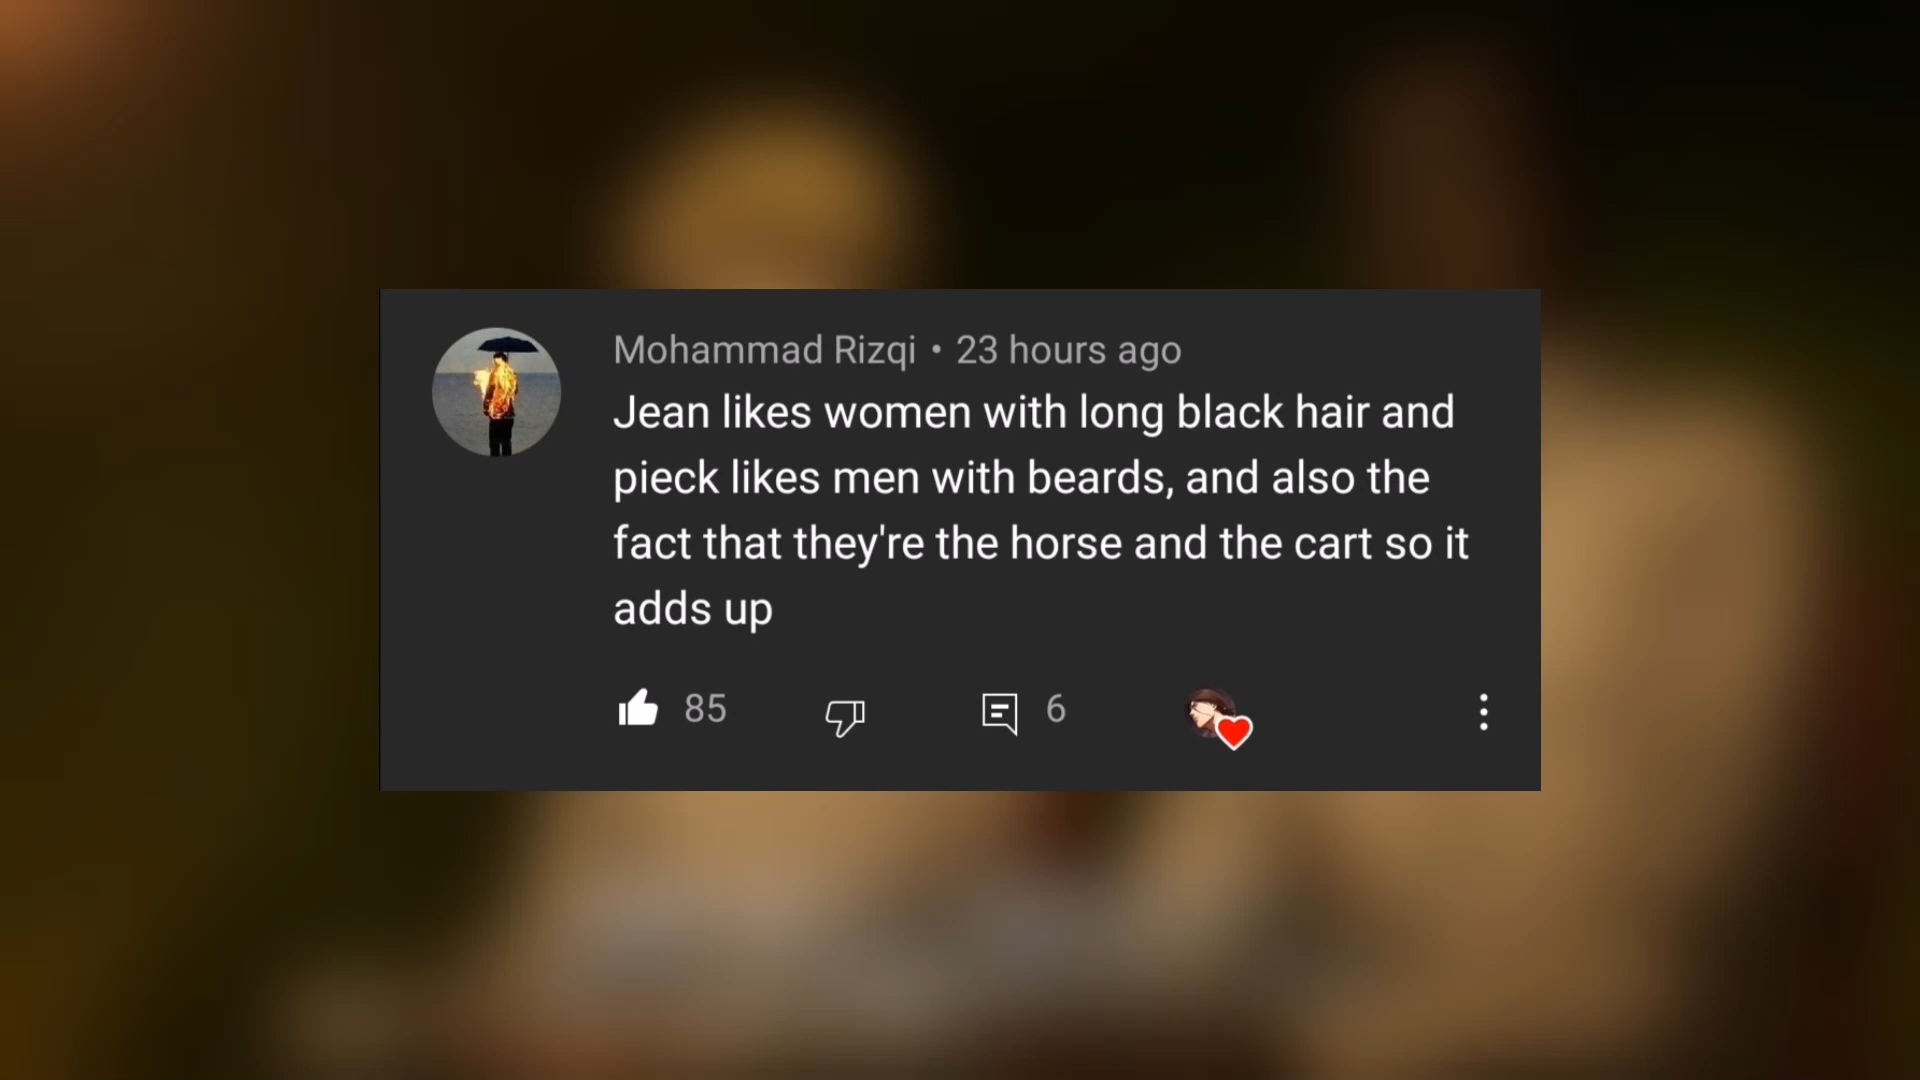 Mohammad Rizqi • 23 hours ago
Jean likes women with long black hair and
pieck likes men with beards, and also the
fact that they're the horse and the cart so it
adds up
85 6